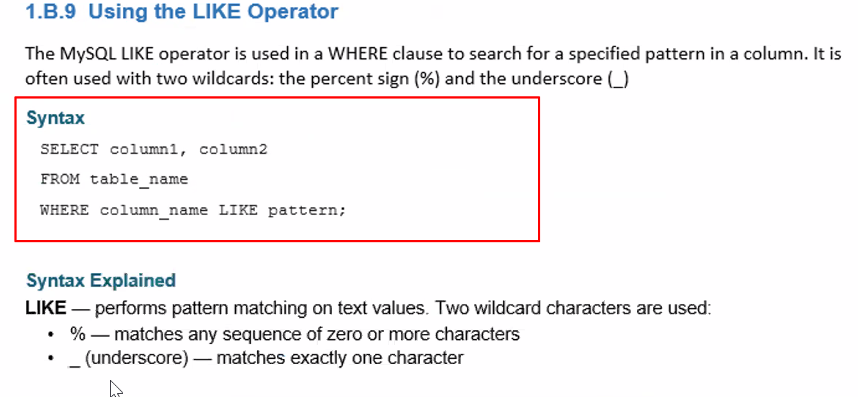 1.B.9 Using the LIKE Operator
The MySQL LIKE operator is used in a WHERE clause to search for a specified pattern in a column. It is
often used with two wildcards: the percent sign (%) and the underscore (_)
Syntax
SELECT column1, column2
FROM table_name
WHERE column_name LIKE pattern;
Syntax Explained
LIKE — performs pattern matching on text values. Two wildcard characters are used:
• % — matches any sequence of zero or more characters
• _ (underscore) — matches exactly one character